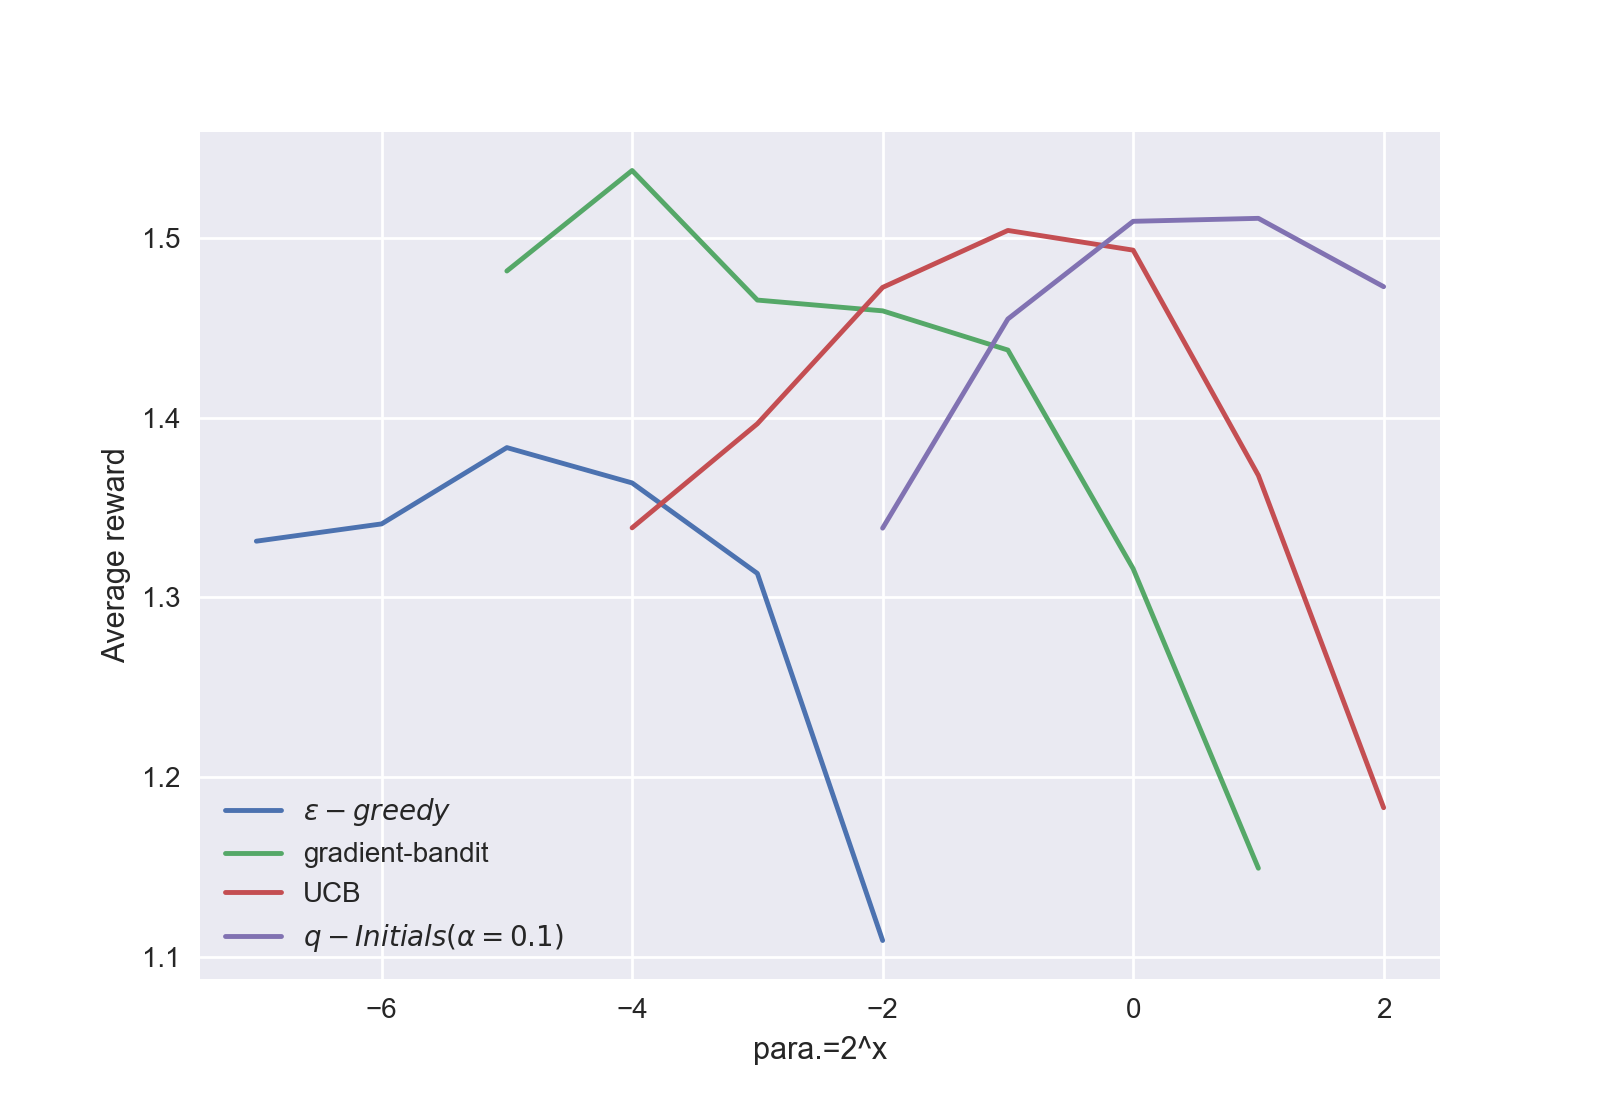 1.5
1.4
1.3
1.2
1.1
Average reward
ε − greedy
gradient-bandit
UCB
q − Initials(α = 0.1)
−6
−4
−2
0
2
para.=2^x